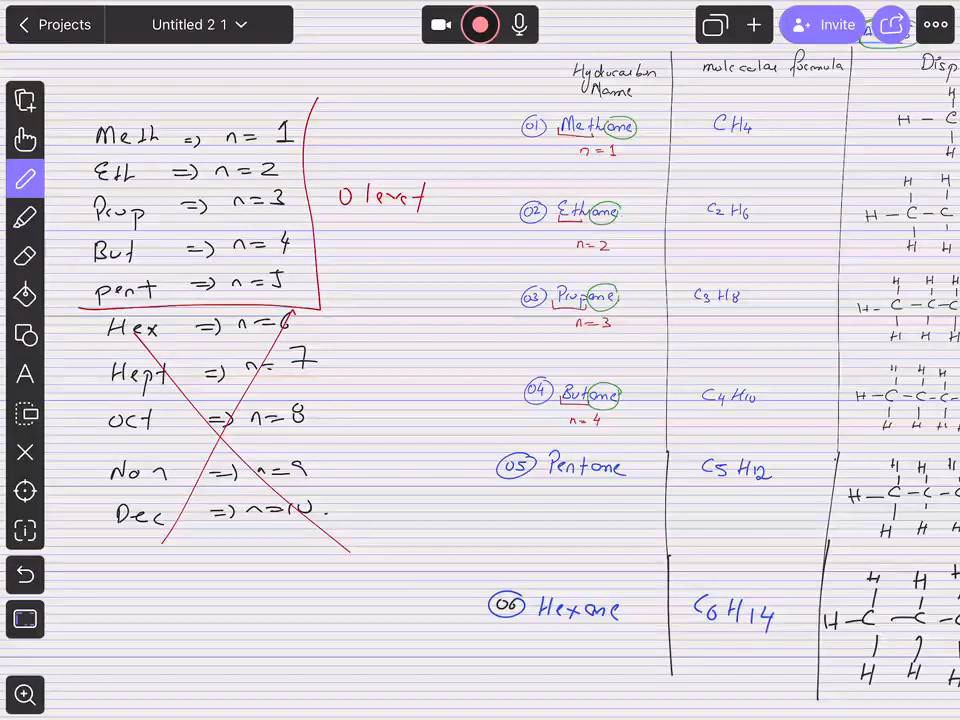 Projects
Untitled 2 1
Invite
Meth => n = 1
Eth => n = 2
Prop => n = 3
But => n = 4
pent => n = 5
O level
Hex => n = 6
Hept => n = 7
Oct => n = 8
Non => n = 9
Dec => n = 10.
Hydrocarbon Name
molecular formula
Disp
01 Methane CH4
n = 1
H
H — C
H
02 Ethane C2H6
n = 2
H H
H — C — C
H H
03 Propane C3H8
n = 3
H H H
H — C — C — C
H H H
04 Butane C4H10
n = 4
H H H
H — C — C — C
H H H
05 Pentane C5H12
H H H
H — C — C — C
H H H
06 Hexane C6H14
H H H
H — C — C — C
H H H